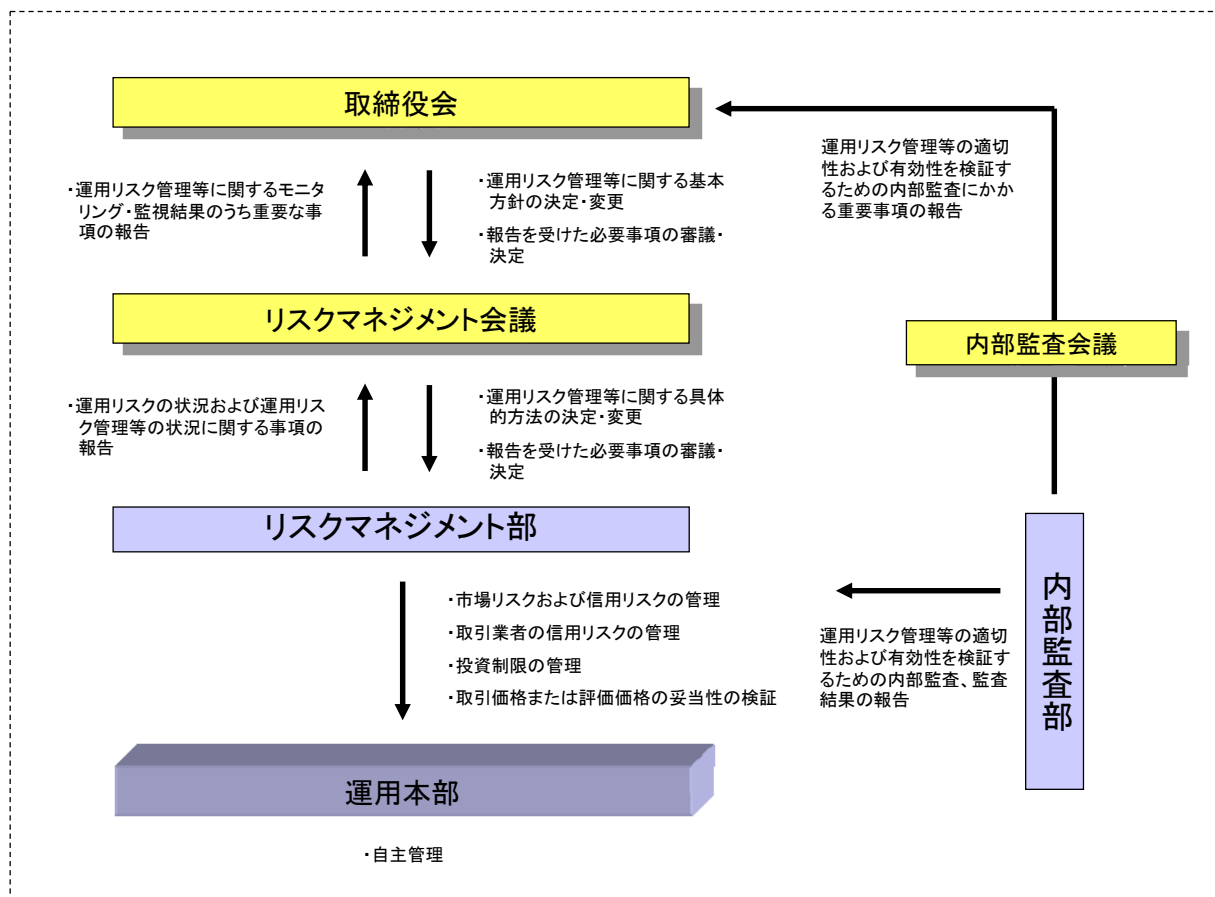 取締役会
・運用リスク管理等に関するモニ
タリング・監視結果のうち重要な事
項の報告
・運用リスク管理等に関する基本
方針の決定・変更
・報告を受けた必要事項の審議・
決定
運用リスク管理等の適切
性および有効性を検証す
るための内部監査にかか
る重要事項の報告
リスクマネジメント会議
内部監査会議
・運用リスクの状況および運用リス
ク管理等の状況に関する事項の
報告
・運用リスク管理等に関する具体
的方法の決定・変更
・報告を受けた必要事項の審議・
決定
リスクマネジメント部
内部監査部
・市場リスクおよび信用リスクの管理
・取引業者の信用リスクの管理
・投資制限の管理
・取引価格または評価価格の妥当性の検証
運用リスク管理等の適切
性および有効性を検証す
るための内部監査、監査
結果の報告
運用本部
・自主管理